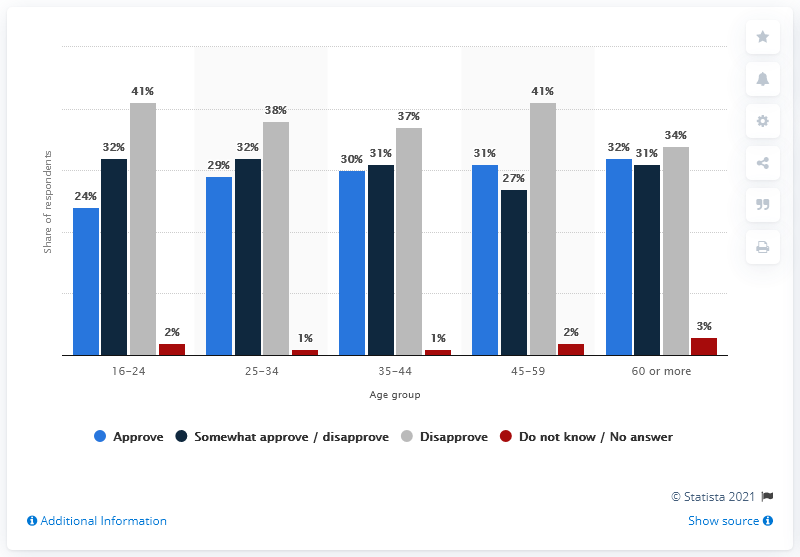 Share of respondents
24% 32% 41% 2%
29% 32% 38% 1%
30% 31% 37% 1%
31% 27% 41% 2%
32% 31% 34% 3%
16–24 25–34 35–44 45–59 60 or more
Age group
Approve Somewhat approve / disapprove Disapprove Do not know / No answer
© Statista 2021
Additional Information Show source